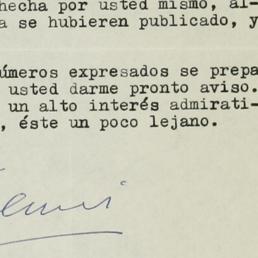 hecha por usted mismo, al-
a se hubieren publicado, y
úmeros expresados se prepa
usted darme pronto aviso.
un alto interés admirati-
, éste un poco lejano.